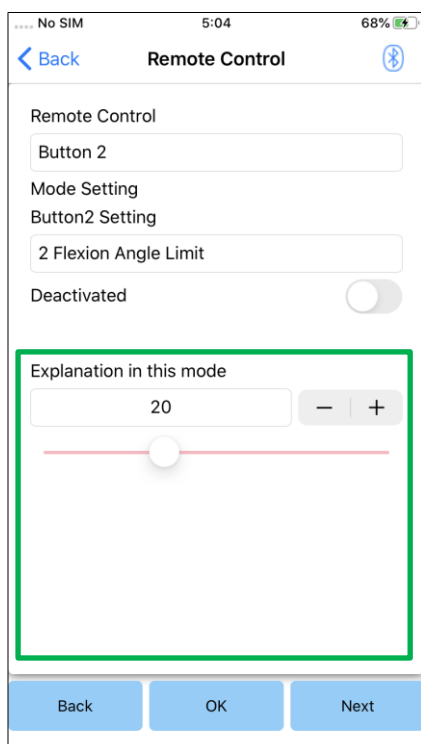 .... No SIM 5:04 68%
Back Remote Control
Remote Control
Button 2
Mode Setting
Button2 Setting
2 Flexion Angle Limit
Deactivated
Explanation in this mode
20 − +
Back OK Next